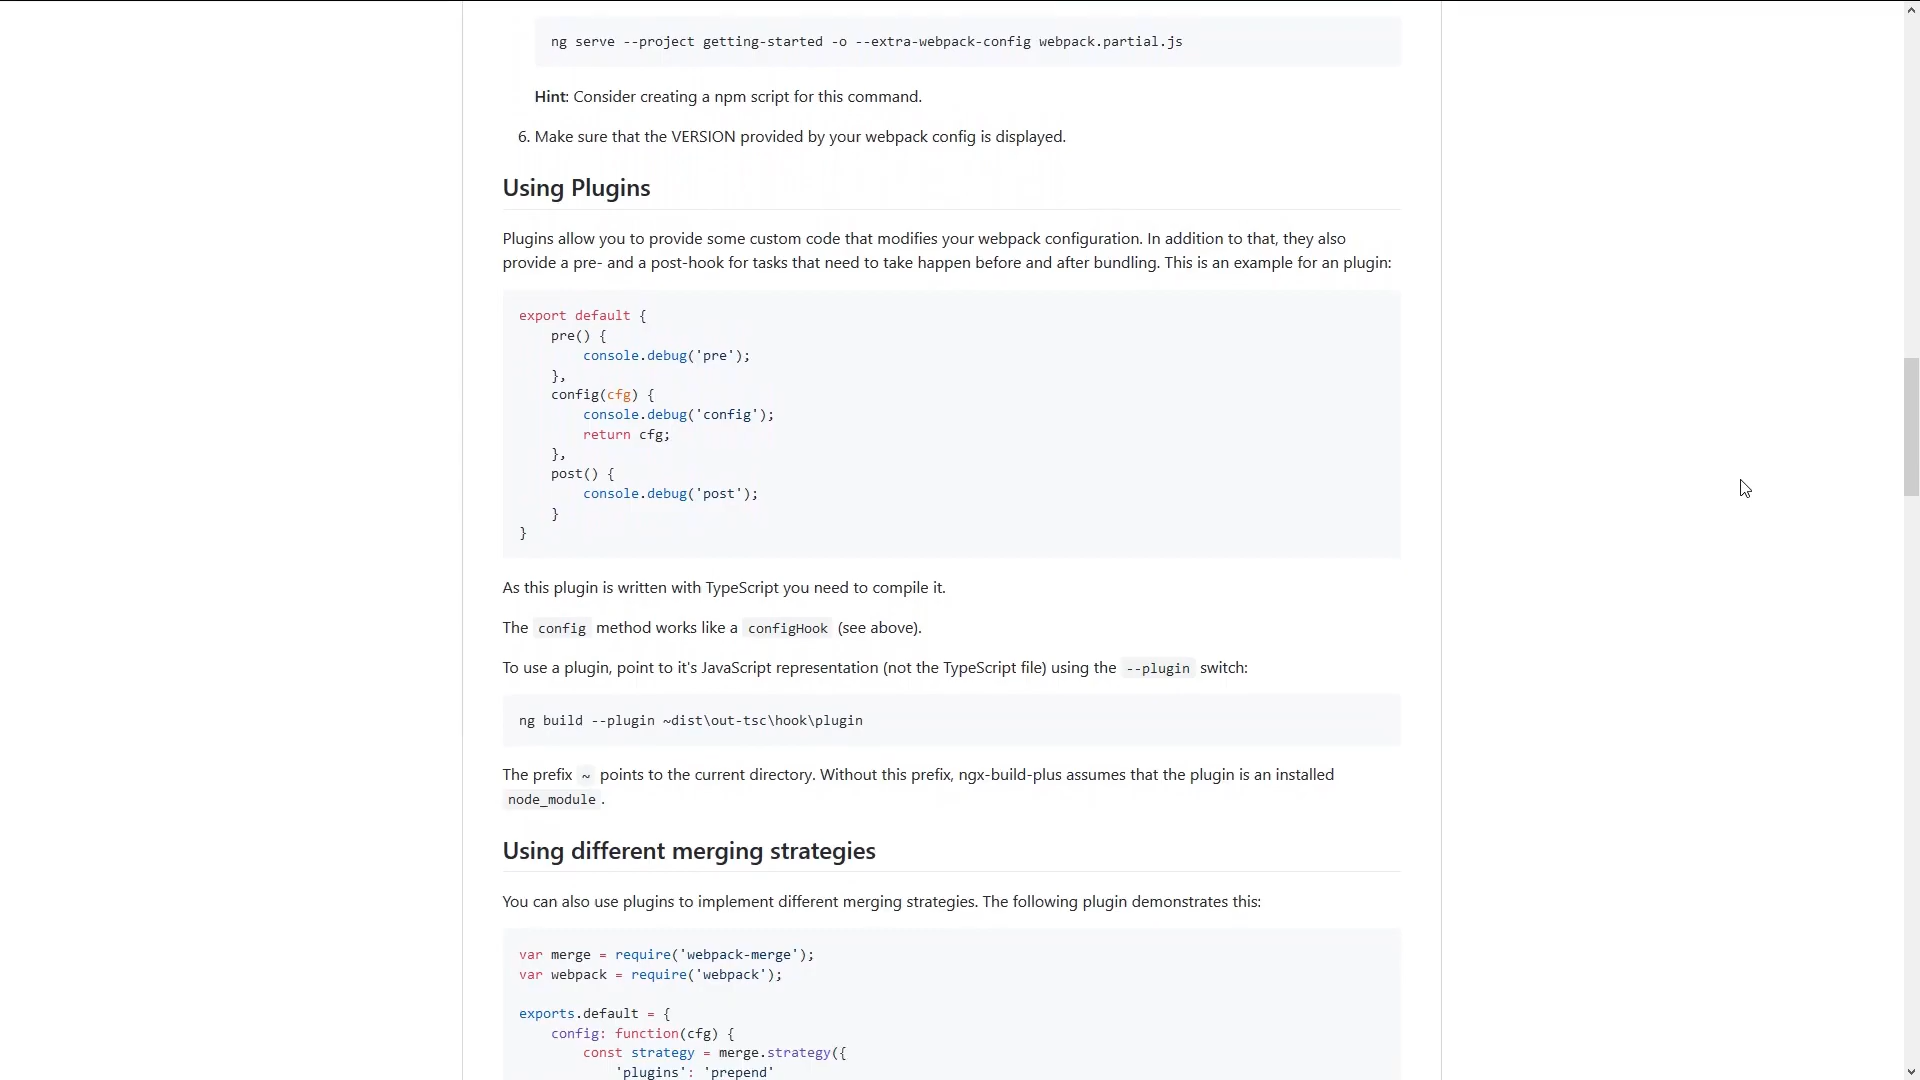 ng serve --project getting-started -o --extra-webpack-config webpack.partial.js
Hint: Consider creating a npm script for this command.
6. Make sure that the VERSION provided by your webpack config is displayed.
Using Plugins
Plugins allow you to provide some custom code that modifies your webpack configuration. In addition to that, they also
provide a pre- and a post-hook for tasks that need to take happen before and after bundling. This is an example for an plugin:
export default {
    pre() {
        console.debug('pre');
    },
    config(cfg) {
        console.debug('config');
        return cfg;
    },
    post() {
        console.debug('post');
    }
}
As this plugin is written with TypeScript you need to compile it.
The config method works like a configHook (see above).
To use a plugin, point to it's JavaScript representation (not the TypeScript file) using the --plugin switch:
ng build --plugin ~dist\out-tsc\hook\plugin
The prefix ~ points to the current directory. Without this prefix, ngx-build-plus assumes that the plugin is an installed
node_module .
Using different merging strategies
You can also use plugins to implement different merging strategies. The following plugin demonstrates this:
var merge = require('webpack-merge');
var webpack = require('webpack');
exports.default = {
    config: function(cfg) {
        const strategy = merge.strategy({
            'plugins': 'prepend'